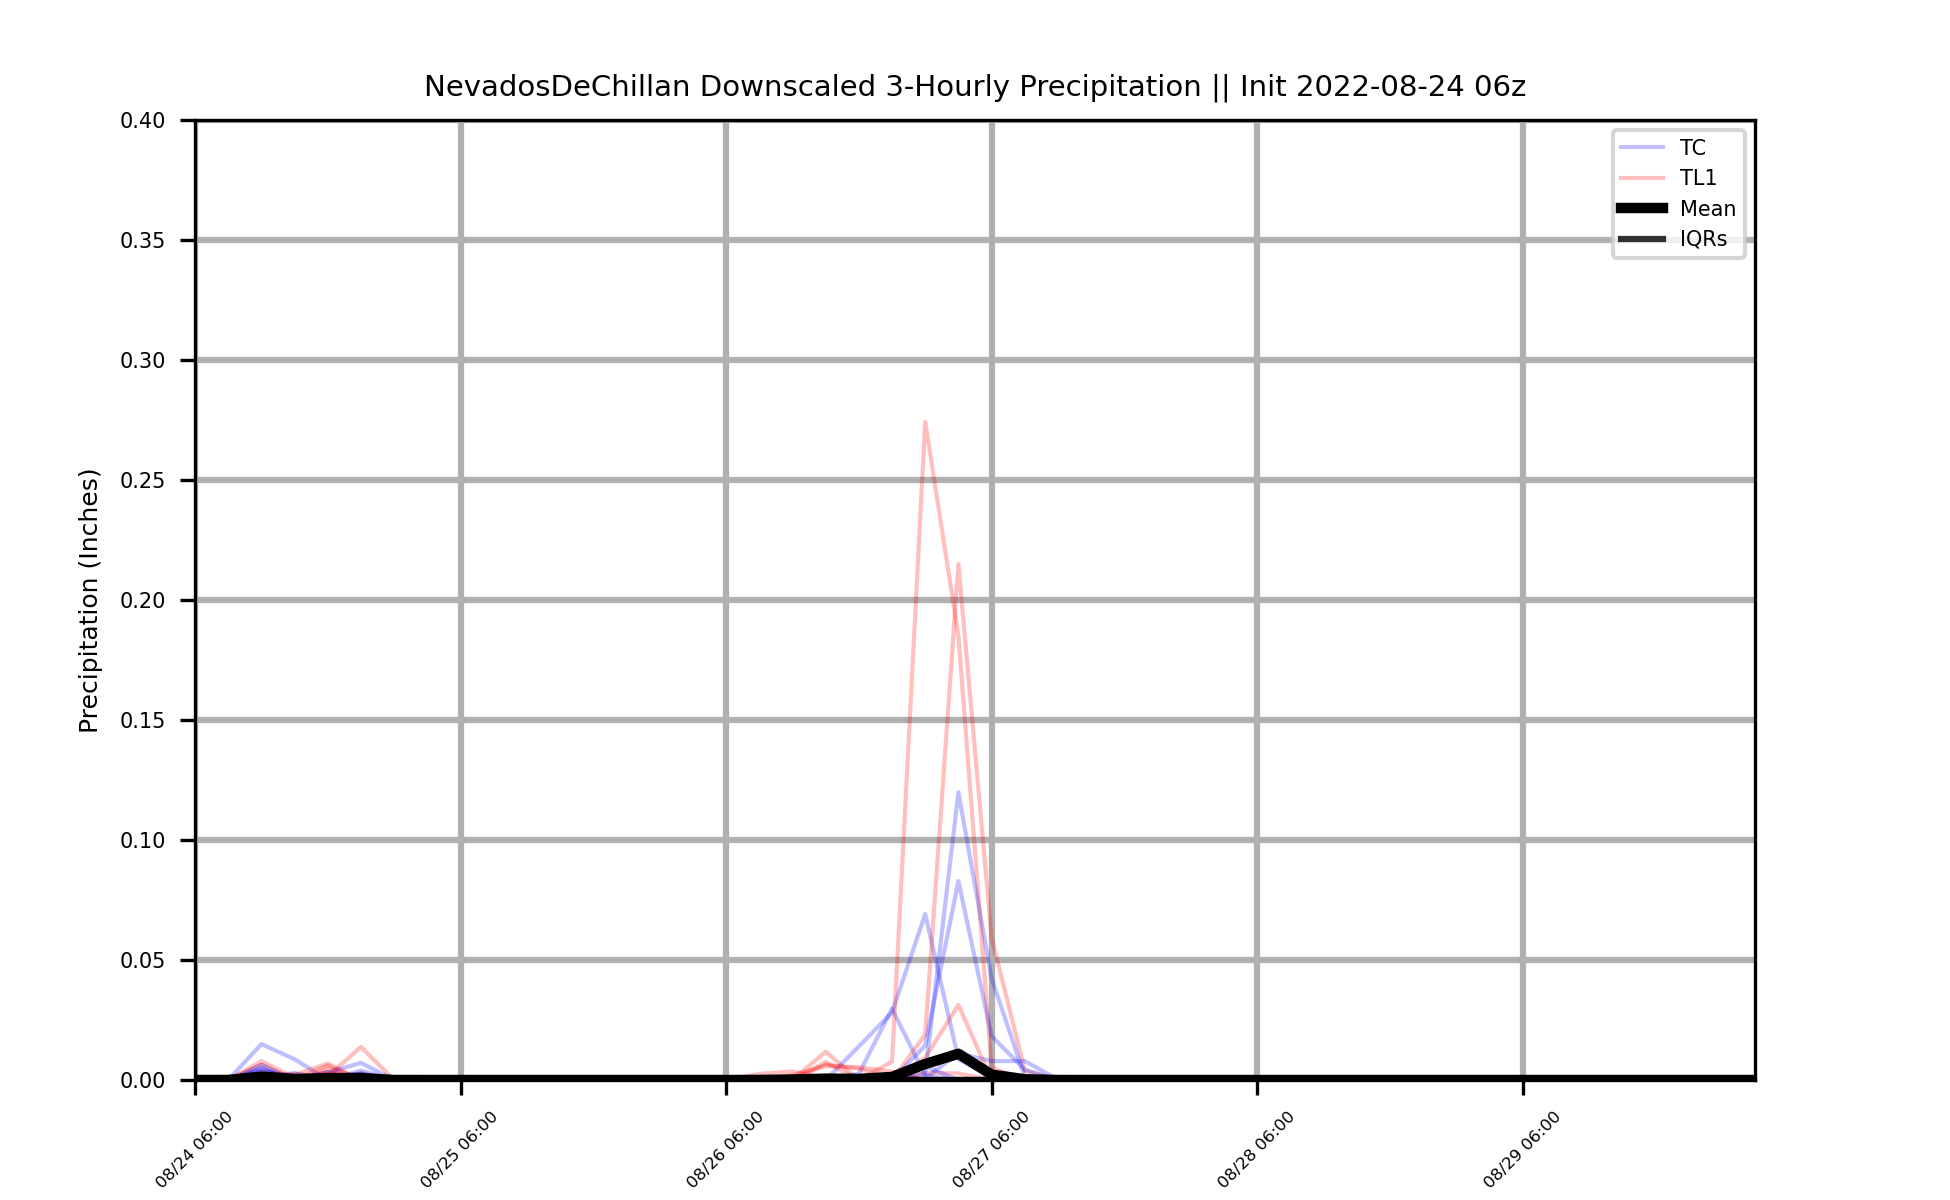 NevadosDeChillan Downscaled 3-Hourly Precipitation || Init 2022-08-24 06z
TC
TL1
Mean
IQRs
Precipitation (Inches)
0.40
0.35
0.30
0.25
0.20
0.15
0.10
0.05
0.00
08/24 06:00
08/25 06:00
08/26 06:00
08/27 06:00
08/28 06:00
08/29 06:00